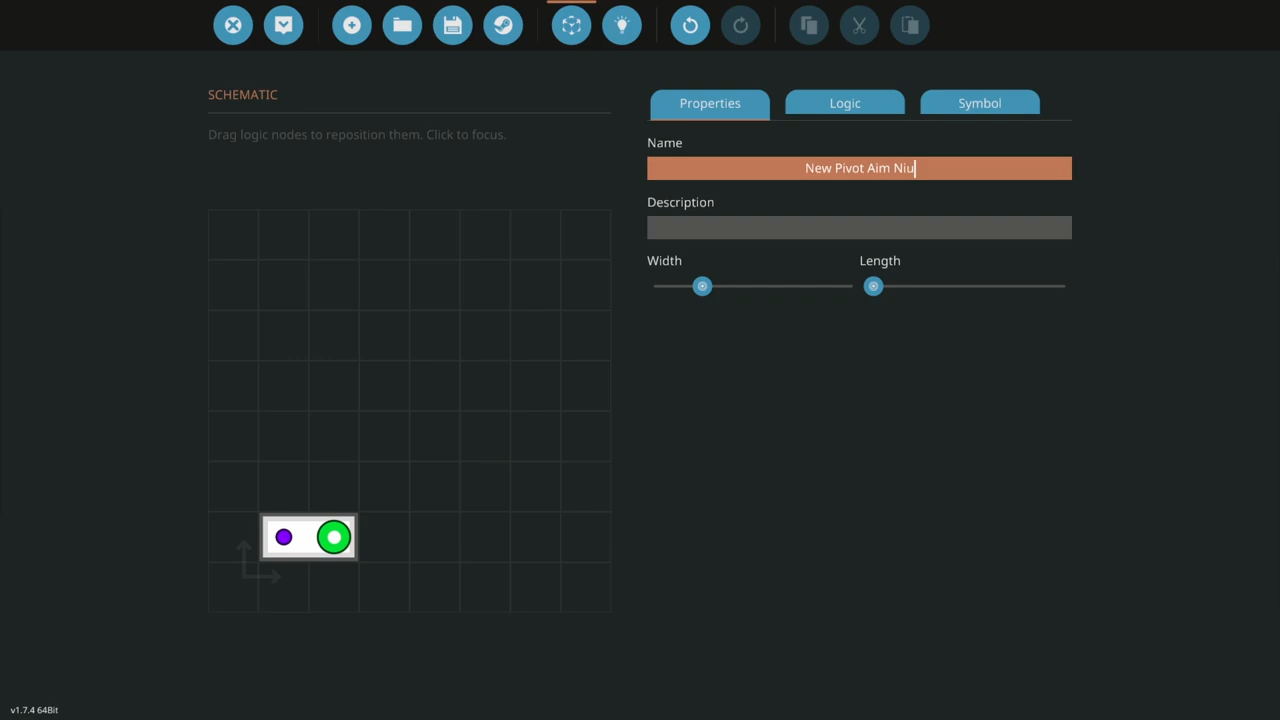 SCHEMATIC
Drag logic nodes to reposition them. Click to focus.
Properties
Logic
Symbol
Name
New Pivot Aim Niu
Description
Width
Length
v1.7.4 64Bit